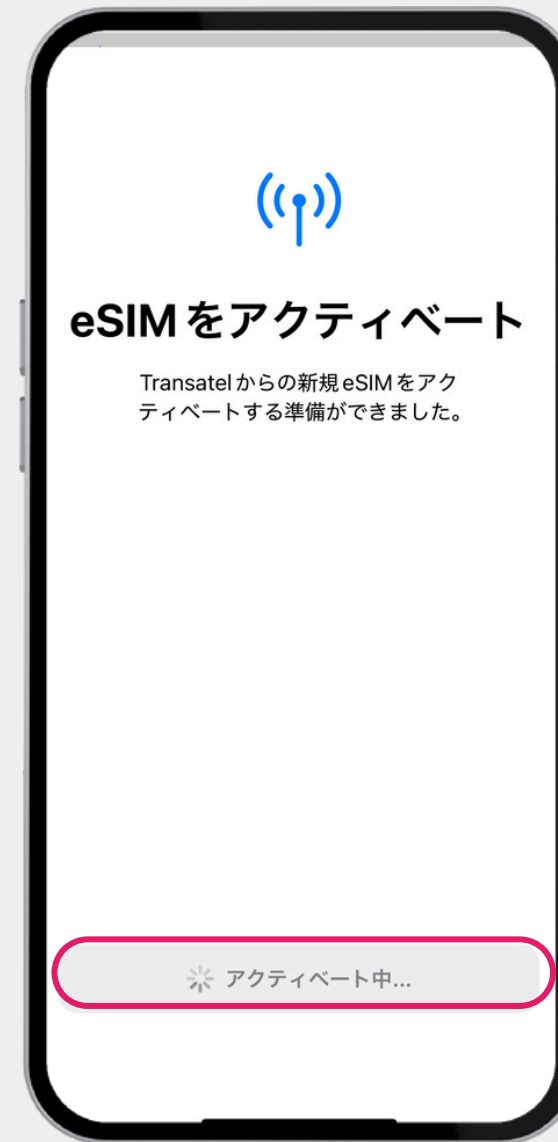 eSIMをアクティベート
Transatelからの新規eSIMをアク
ティベートする準備ができました。
アクティベート中...